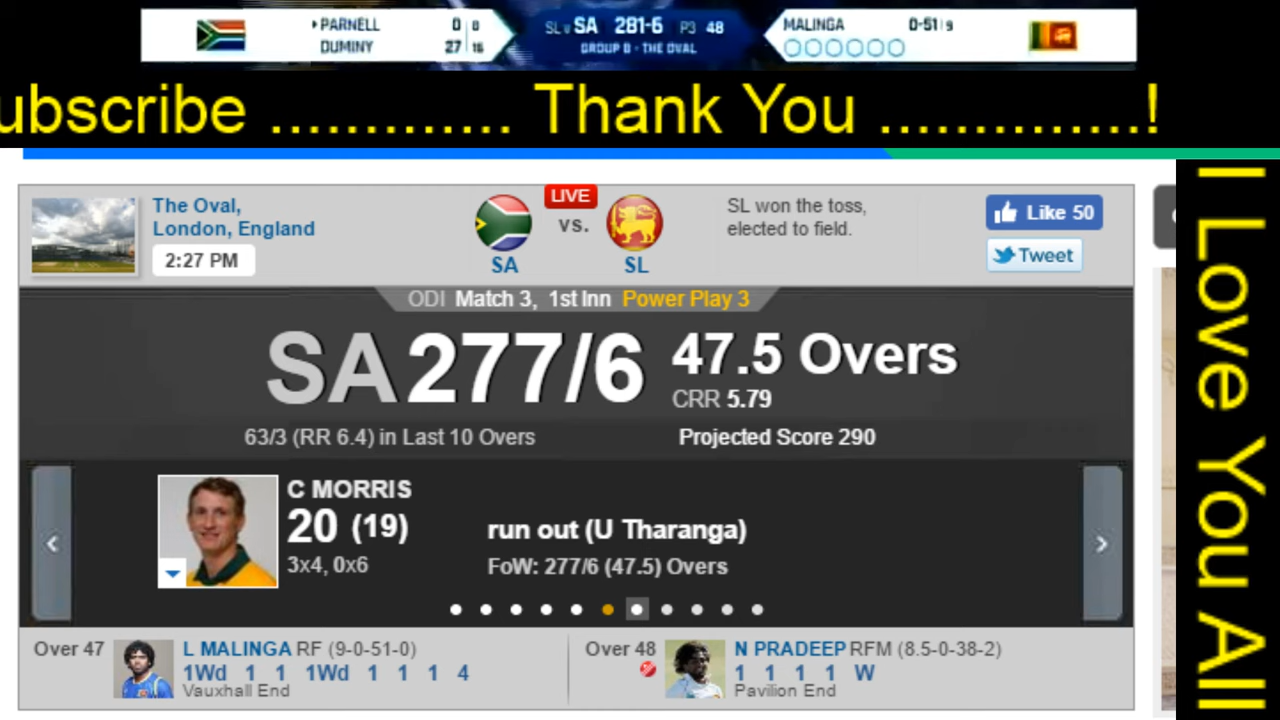 PARNELL 0 0
DUMINY 27 16
SL v SA 281-6 P3 48
GROUP B - THE OVAL
MALINGA 0-51 9
ubscribe ............. Thank You ..............!
I Love You All
The Oval,
London, England
2:27 PM
LIVE
vs.
SA
SL
SL won the toss,
elected to field.
Like 50
Tweet
ODI Match 3, 1st Inn Power Play 3
SA 277/6
47.5 Overs
CRR 5.79
63/3 (RR 6.4) in Last 10 Overs
Projected Score 290
C MORRIS
20 (19)
3x4, 0x6
run out (U Tharanga)
FoW: 277/6 (47.5) Overs
Over 47
L MALINGA RF (9-0-51-0)
1Wd 1 1 1Wd 1 1 1 4
Vauxhall End
Over 48
N PRADEEP RFM (8.5-0-38-2)
1 1 1 1 W
Pavilion End